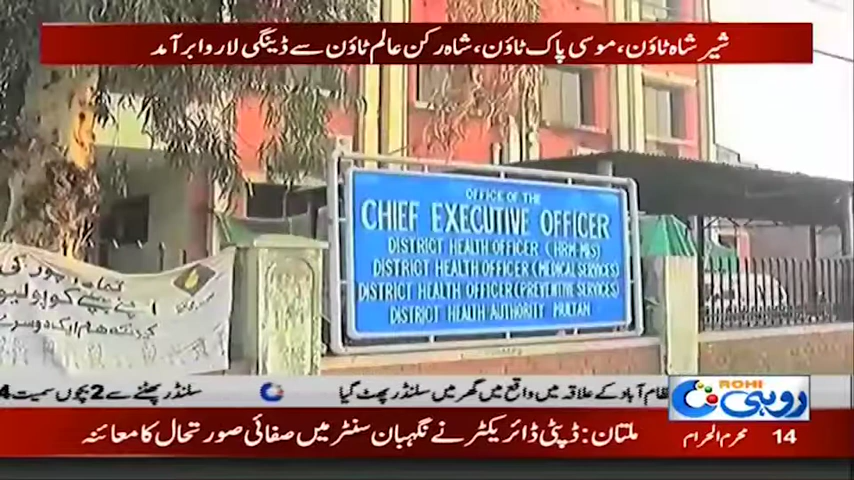 شیر شاہ ٹاؤن، موسی پاک ٹاؤن، شاہ رکن عالم ٹاؤن سے ڈینگی لاروا برآمد
OFFICE OF THE
CHIEF EXECUTIVE OFFICER
DISTRICT HEALTH OFFICER (HRM-MIS)
DISTRICT HEALTH OFFICER (MEDICAL SERVICES)
DISTRICT HEALTH OFFICER (PREVENTIVE SERVICES)
DISTRICT HEALTH AUTHORITY MULTAN
نظام آباد کے علاقہ میں واقع میں گھر میں سلنڈر پھٹ گیا
سلنڈر پھٹنے سے 2 بچوں سمیت 4
ROHI
روہی
ملتان: ڈپٹی ڈائریکٹر نے نگہبان سنٹر میں صفائی صورتحال کا معائنہ
14 محرم الحرام